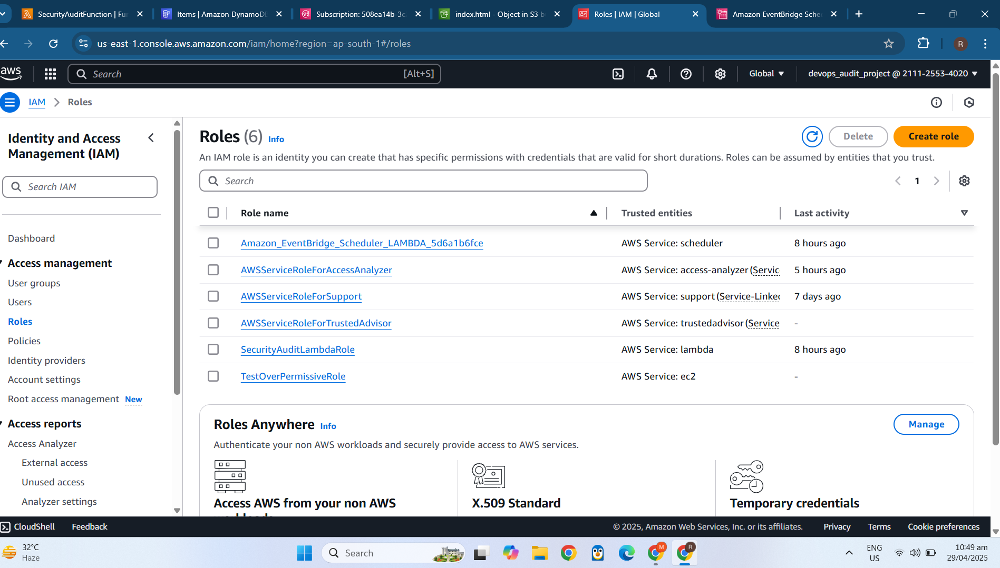 SecurityAuditFunction | Fur
Items | Amazon DynamoDB
Subscription: 508ea14b-3c
index.html - Object in S3 b
Roles | IAM | Global
Amazon EventBridge Sche
us-east-1.console.aws.amazon.com/iam/home?region=ap-south-1#/roles
R
aws
Search
[Alt+S]
Global
devops_audit_project @ 2111-2553-4020
IAM
Roles
Identity and Access
Management (IAM)
Search IAM
Dashboard
Access management
User groups
Users
Roles
Policies
Identity providers
Account settings
Root access management New
Access reports
Access Analyzer
External access
Unused access
Analyzer settings
Roles (6) Info
Delete
Create role
An IAM role is an identity you can create that has specific permissions with credentials that are valid for short durations. Roles can be assumed by entities that you trust.
Search
1
Role name
Trusted entities
Last activity
Amazon_EventBridge_Scheduler_LAMBDA_5d6a1b6fce
AWS Service: scheduler
8 hours ago
AWSServiceRoleForAccessAnalyzer
AWS Service: access-analyzer (Servic
5 hours ago
AWSServiceRoleForSupport
AWS Service: support (Service-Linked
7 days ago
AWSServiceRoleForTrustedAdvisor
AWS Service: trustedadvisor (Service
-
SecurityAuditLambdaRole
AWS Service: lambda
8 hours ago
TestOverPermissiveRole
AWS Service: ec2
-
Roles Anywhere Info
Manage
Authenticate your non AWS workloads and securely provide access to AWS services.
Access AWS from your non AWS
workloads
X.509 Standard
Temporary credentials
CloudShell
Feedback
© 2025, Amazon Web Services, Inc. or its affiliates.
Privacy
Terms
Cookie preferences
32°C
Haze
Search
M
R
ENG
US
10:49 am
29/04/2025